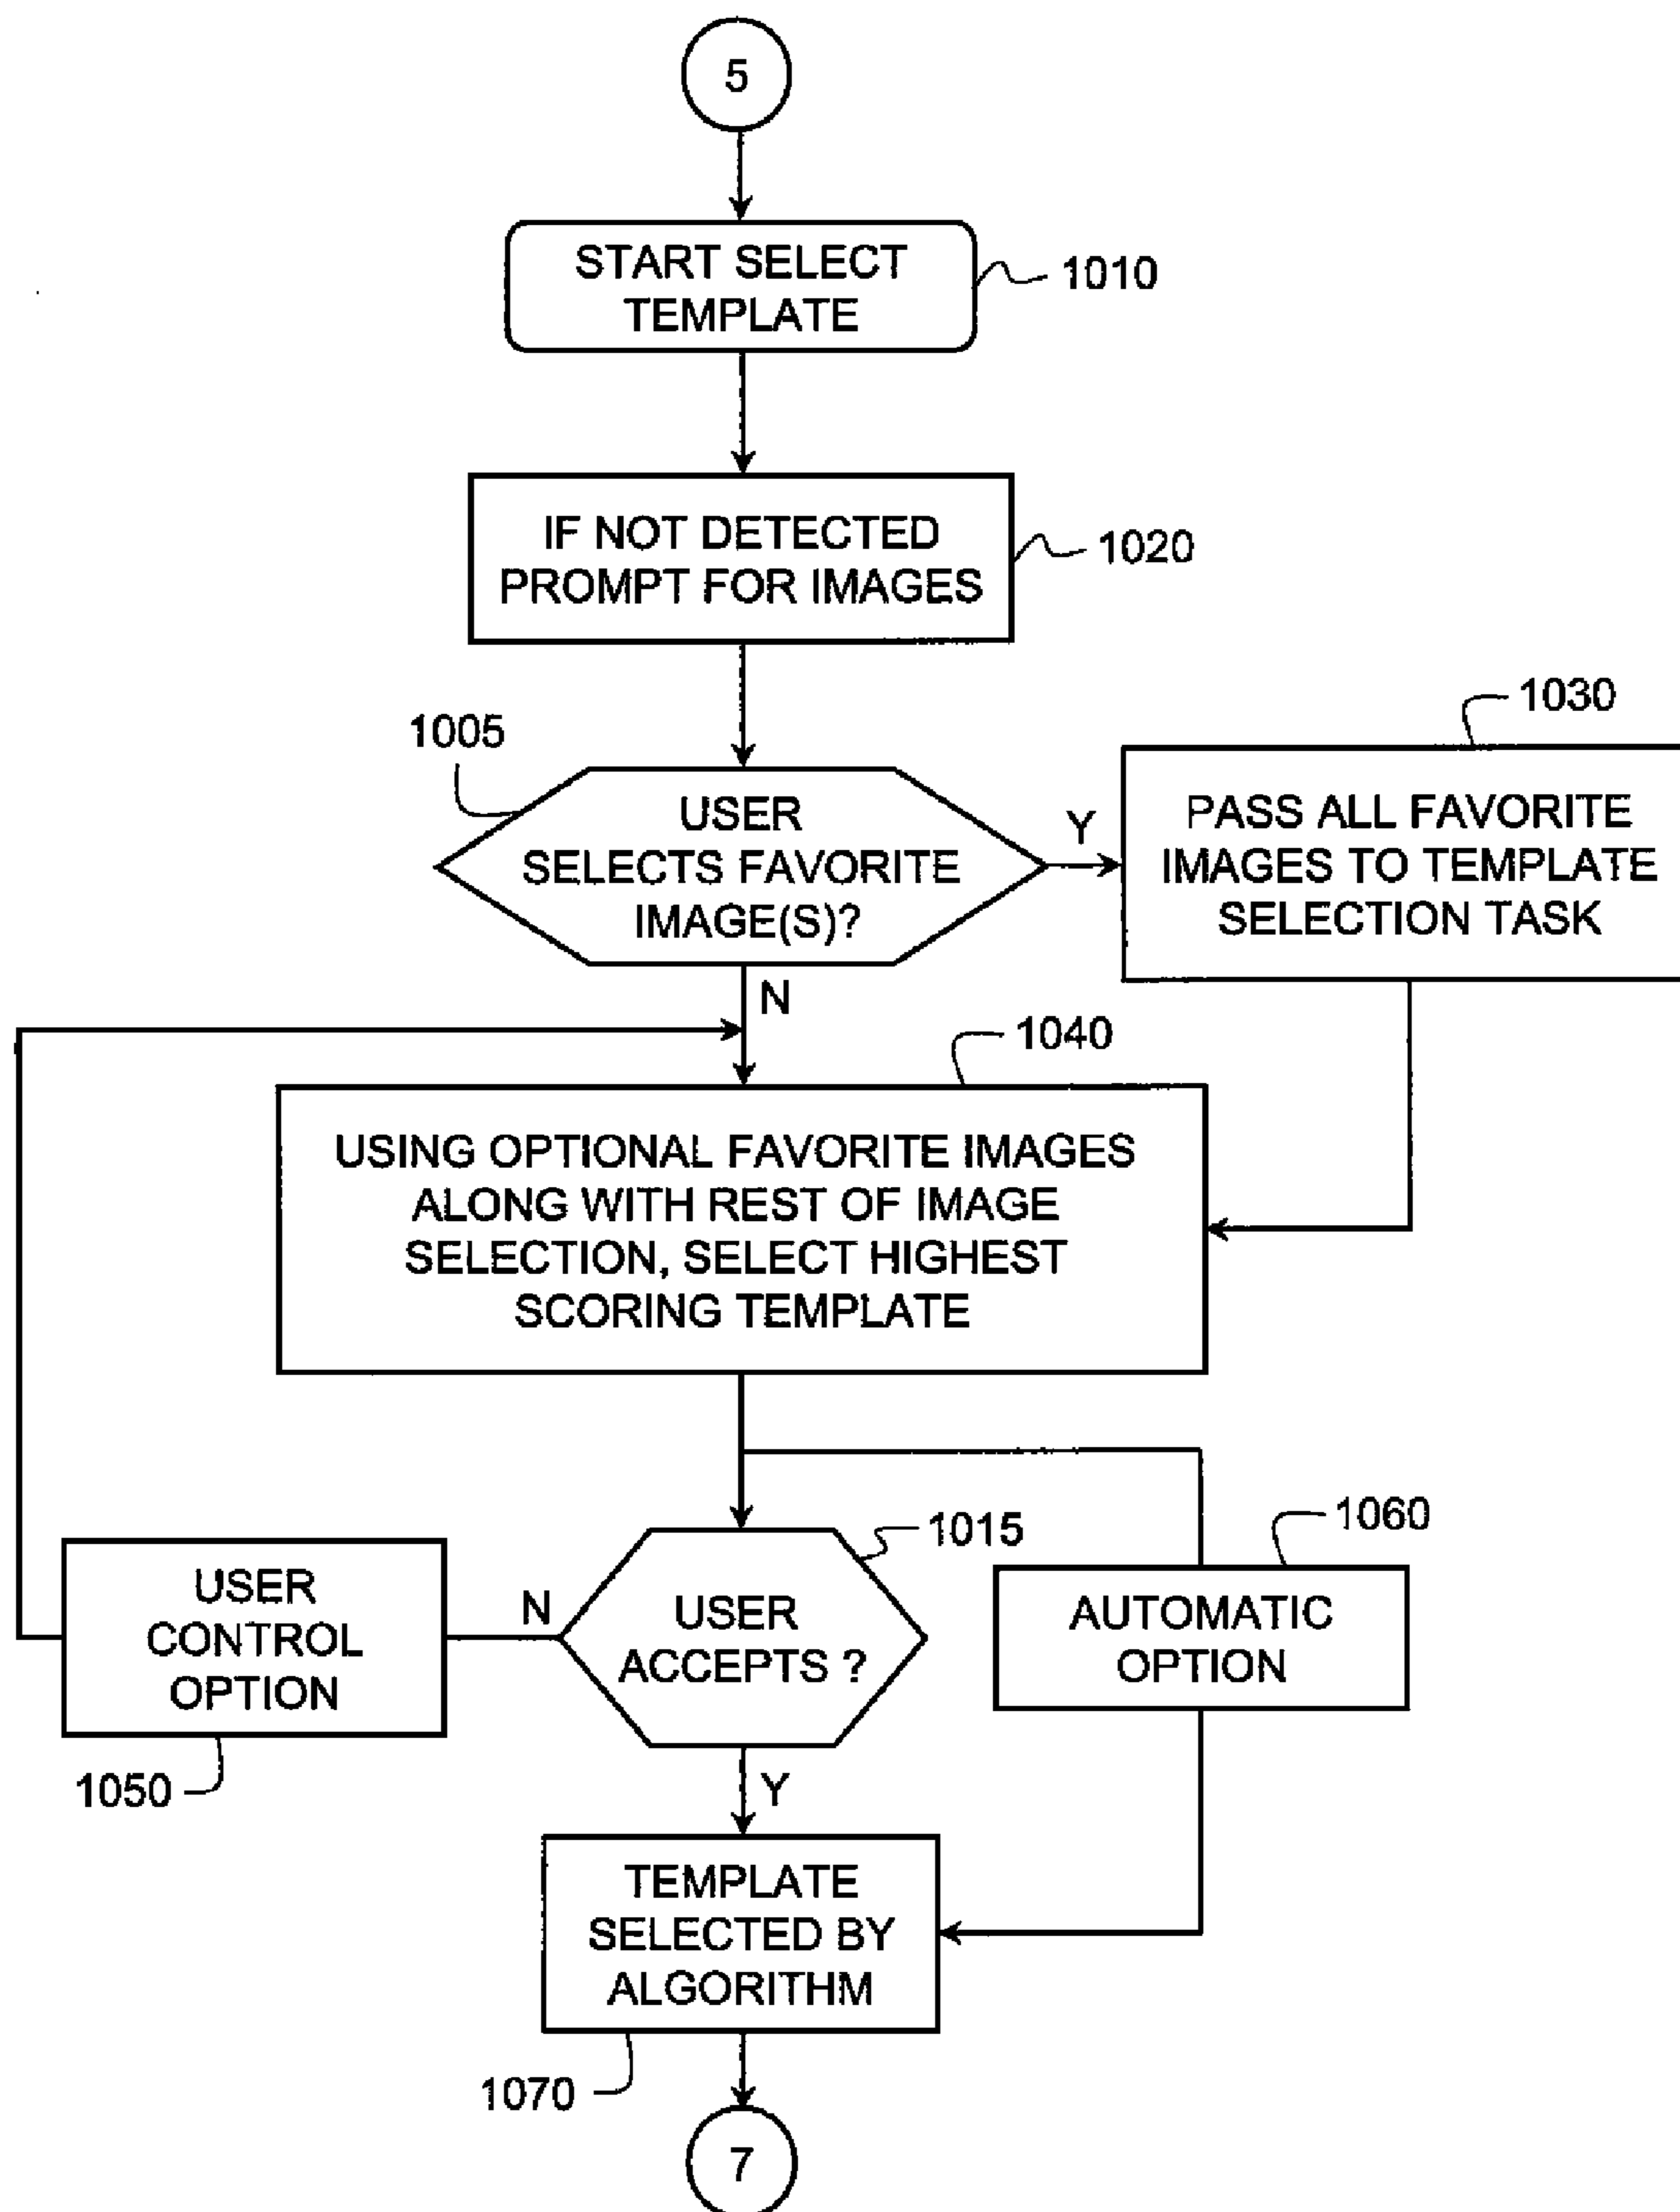 5
START SELECT
TEMPLATE
1010
IF NOT DETECTED
PROMPT FOR IMAGES
1020
1005
USER
SELECTS FAVORITE
IMAGE(S)?
Y
1030
PASS ALL FAVORITE
IMAGES TO TEMPLATE
SELECTION TASK
N
1040
USING OPTIONAL FAVORITE IMAGES
ALONG WITH REST OF IMAGE
SELECTION, SELECT HIGHEST
SCORING TEMPLATE
1015
USER
ACCEPTS ?
N
USER
CONTROL
OPTION
1050
1060
AUTOMATIC
OPTION
Y
TEMPLATE
SELECTED BY
ALGORITHM
1070
7